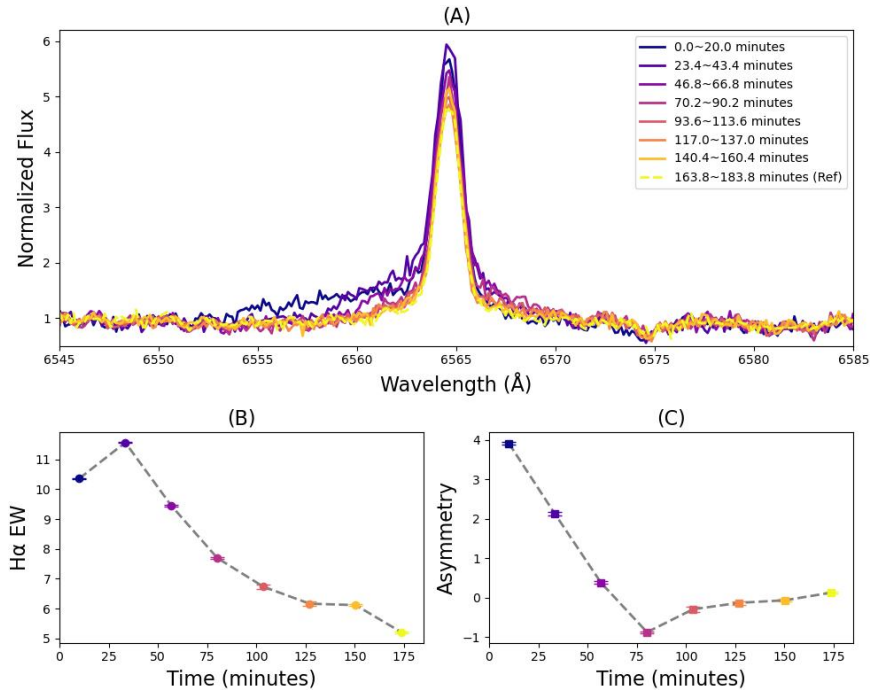 (A)
Normalized Flux
6
5
4
3
2
1
0.0~20.0 minutes
23.4~43.4 minutes
46.8~66.8 minutes
70.2~90.2 minutes
93.6~113.6 minutes
117.0~137.0 minutes
140.4~160.4 minutes
163.8~183.8 minutes (Ref)
6545 6550 6555 6560 6565 6570 6575 6580 6585
Wavelength (Å)
(B)
Hα EW
11
10
9
8
7
6
5
0 25 50 75 100 125 150 175
Time (minutes)
(C)
Asymmetry
4
3
2
1
0
−1
0 25 50 75 100 125 150 175
Time (minutes)